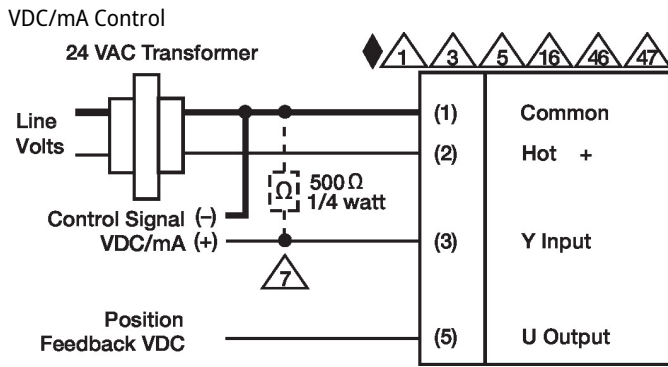 VDC/mA Control
24 VAC Transformer
1 3 5 16 46 47
Line
Volts
(1) Common
(2) Hot +
Ω 500 Ω
1/4 watt
Control Signal (–)
VDC/mA (+)
(3) Y Input
7
Position
Feedback VDC
(5) U Output